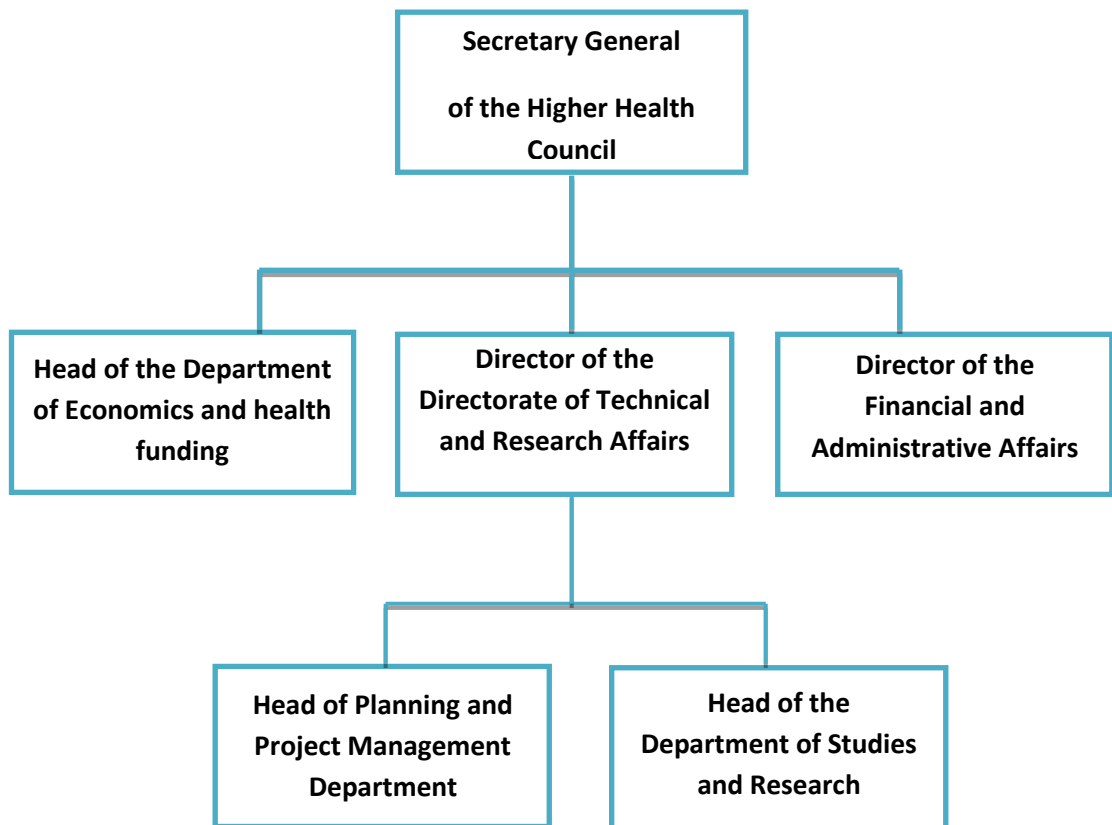 Secretary General
of the Higher Health
Council
Head of the Department
of Economics and health
funding
Director of the
Directorate of Technical
and Research Affairs
Director of the
Financial and
Administrative Affairs
Head of Planning and
Project Management
Department
Head of the
Department of Studies
and Research